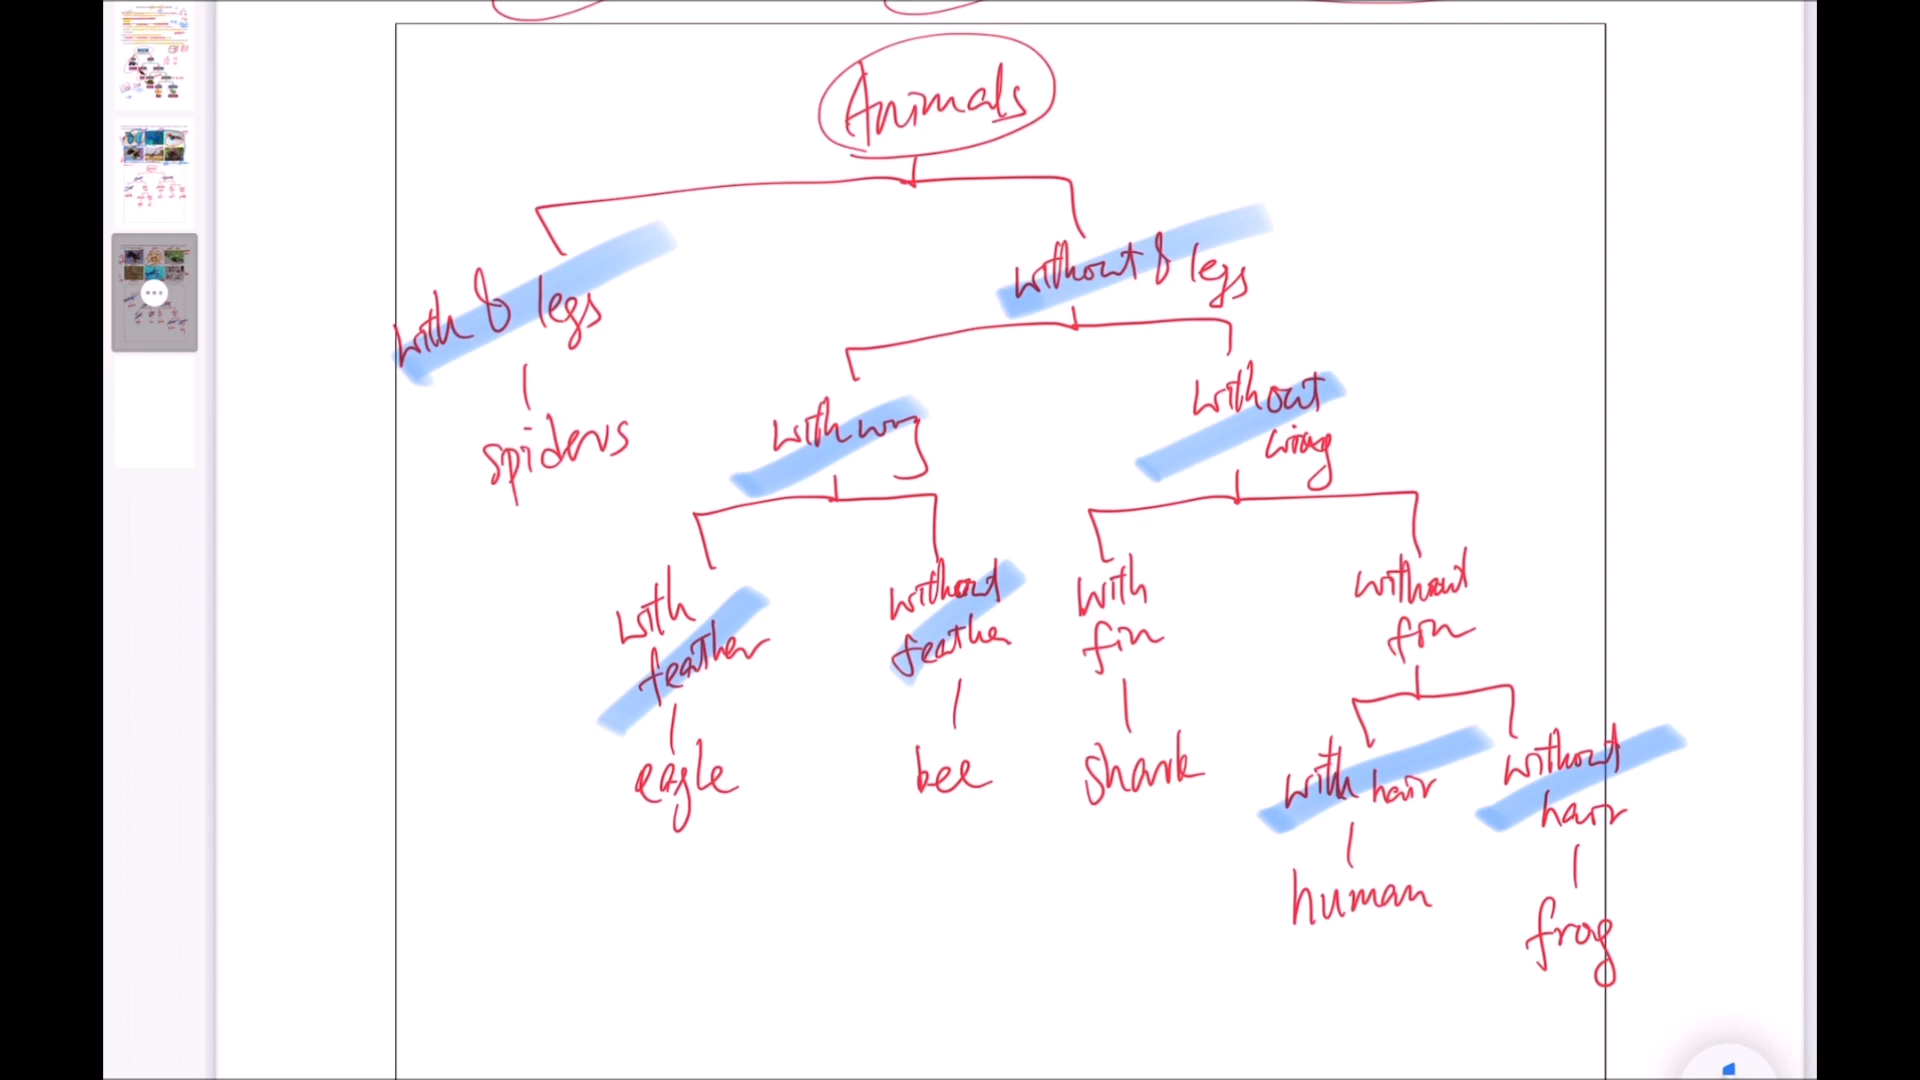 Animals
with 8 legs
without 8 legs
spiders
with wing
without
wing
with
feather
without
feathe
with
fin
without
fin
eagle
bee
shark
with hair
without
hair
human
frog